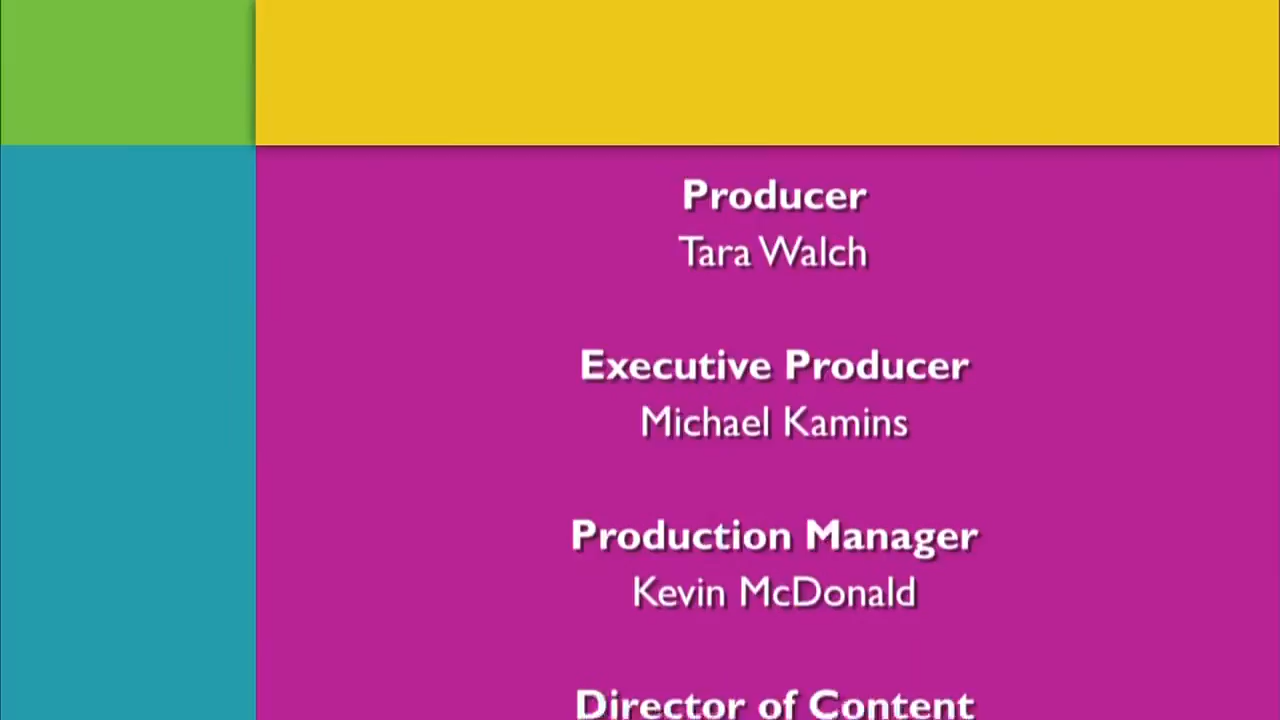 Producer
Tara Walch
Executive Producer
Michael Kamins
Production Manager
Kevin McDonald
Director of Content